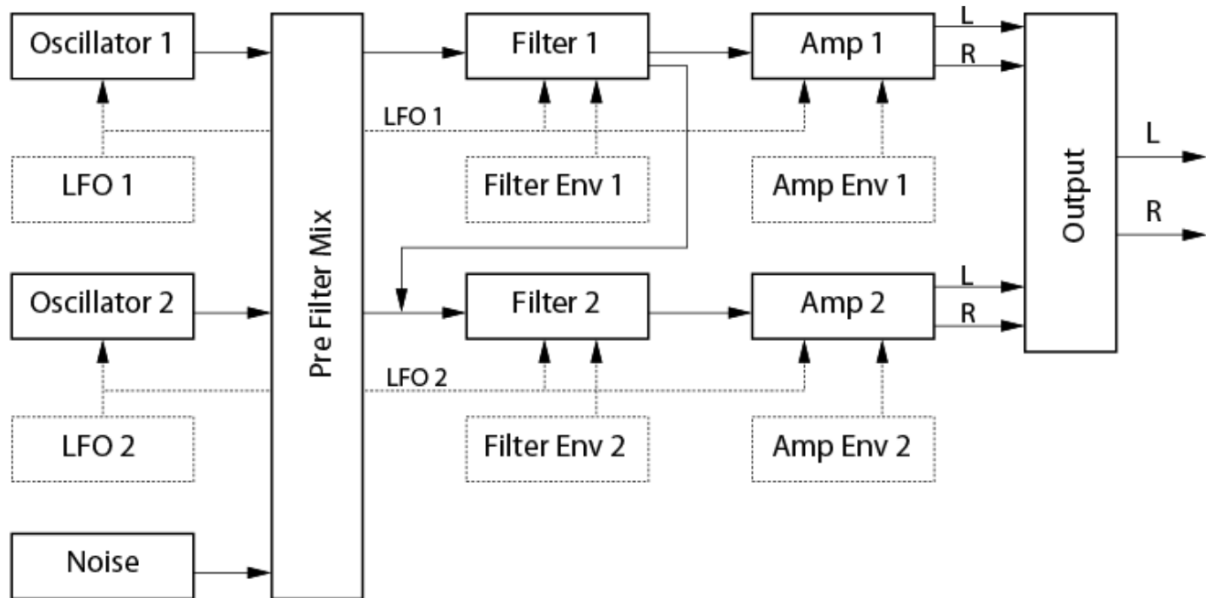 Oscillator 1
Filter 1
Amp 1
L
R
LFO 1
LFO 1
Filter Env 1
Amp Env 1
Pre Filter Mix
Output
L
R
Oscillator 2
Filter 2
Amp 2
L
R
LFO 2
LFO 2
Filter Env 2
Amp Env 2
Noise